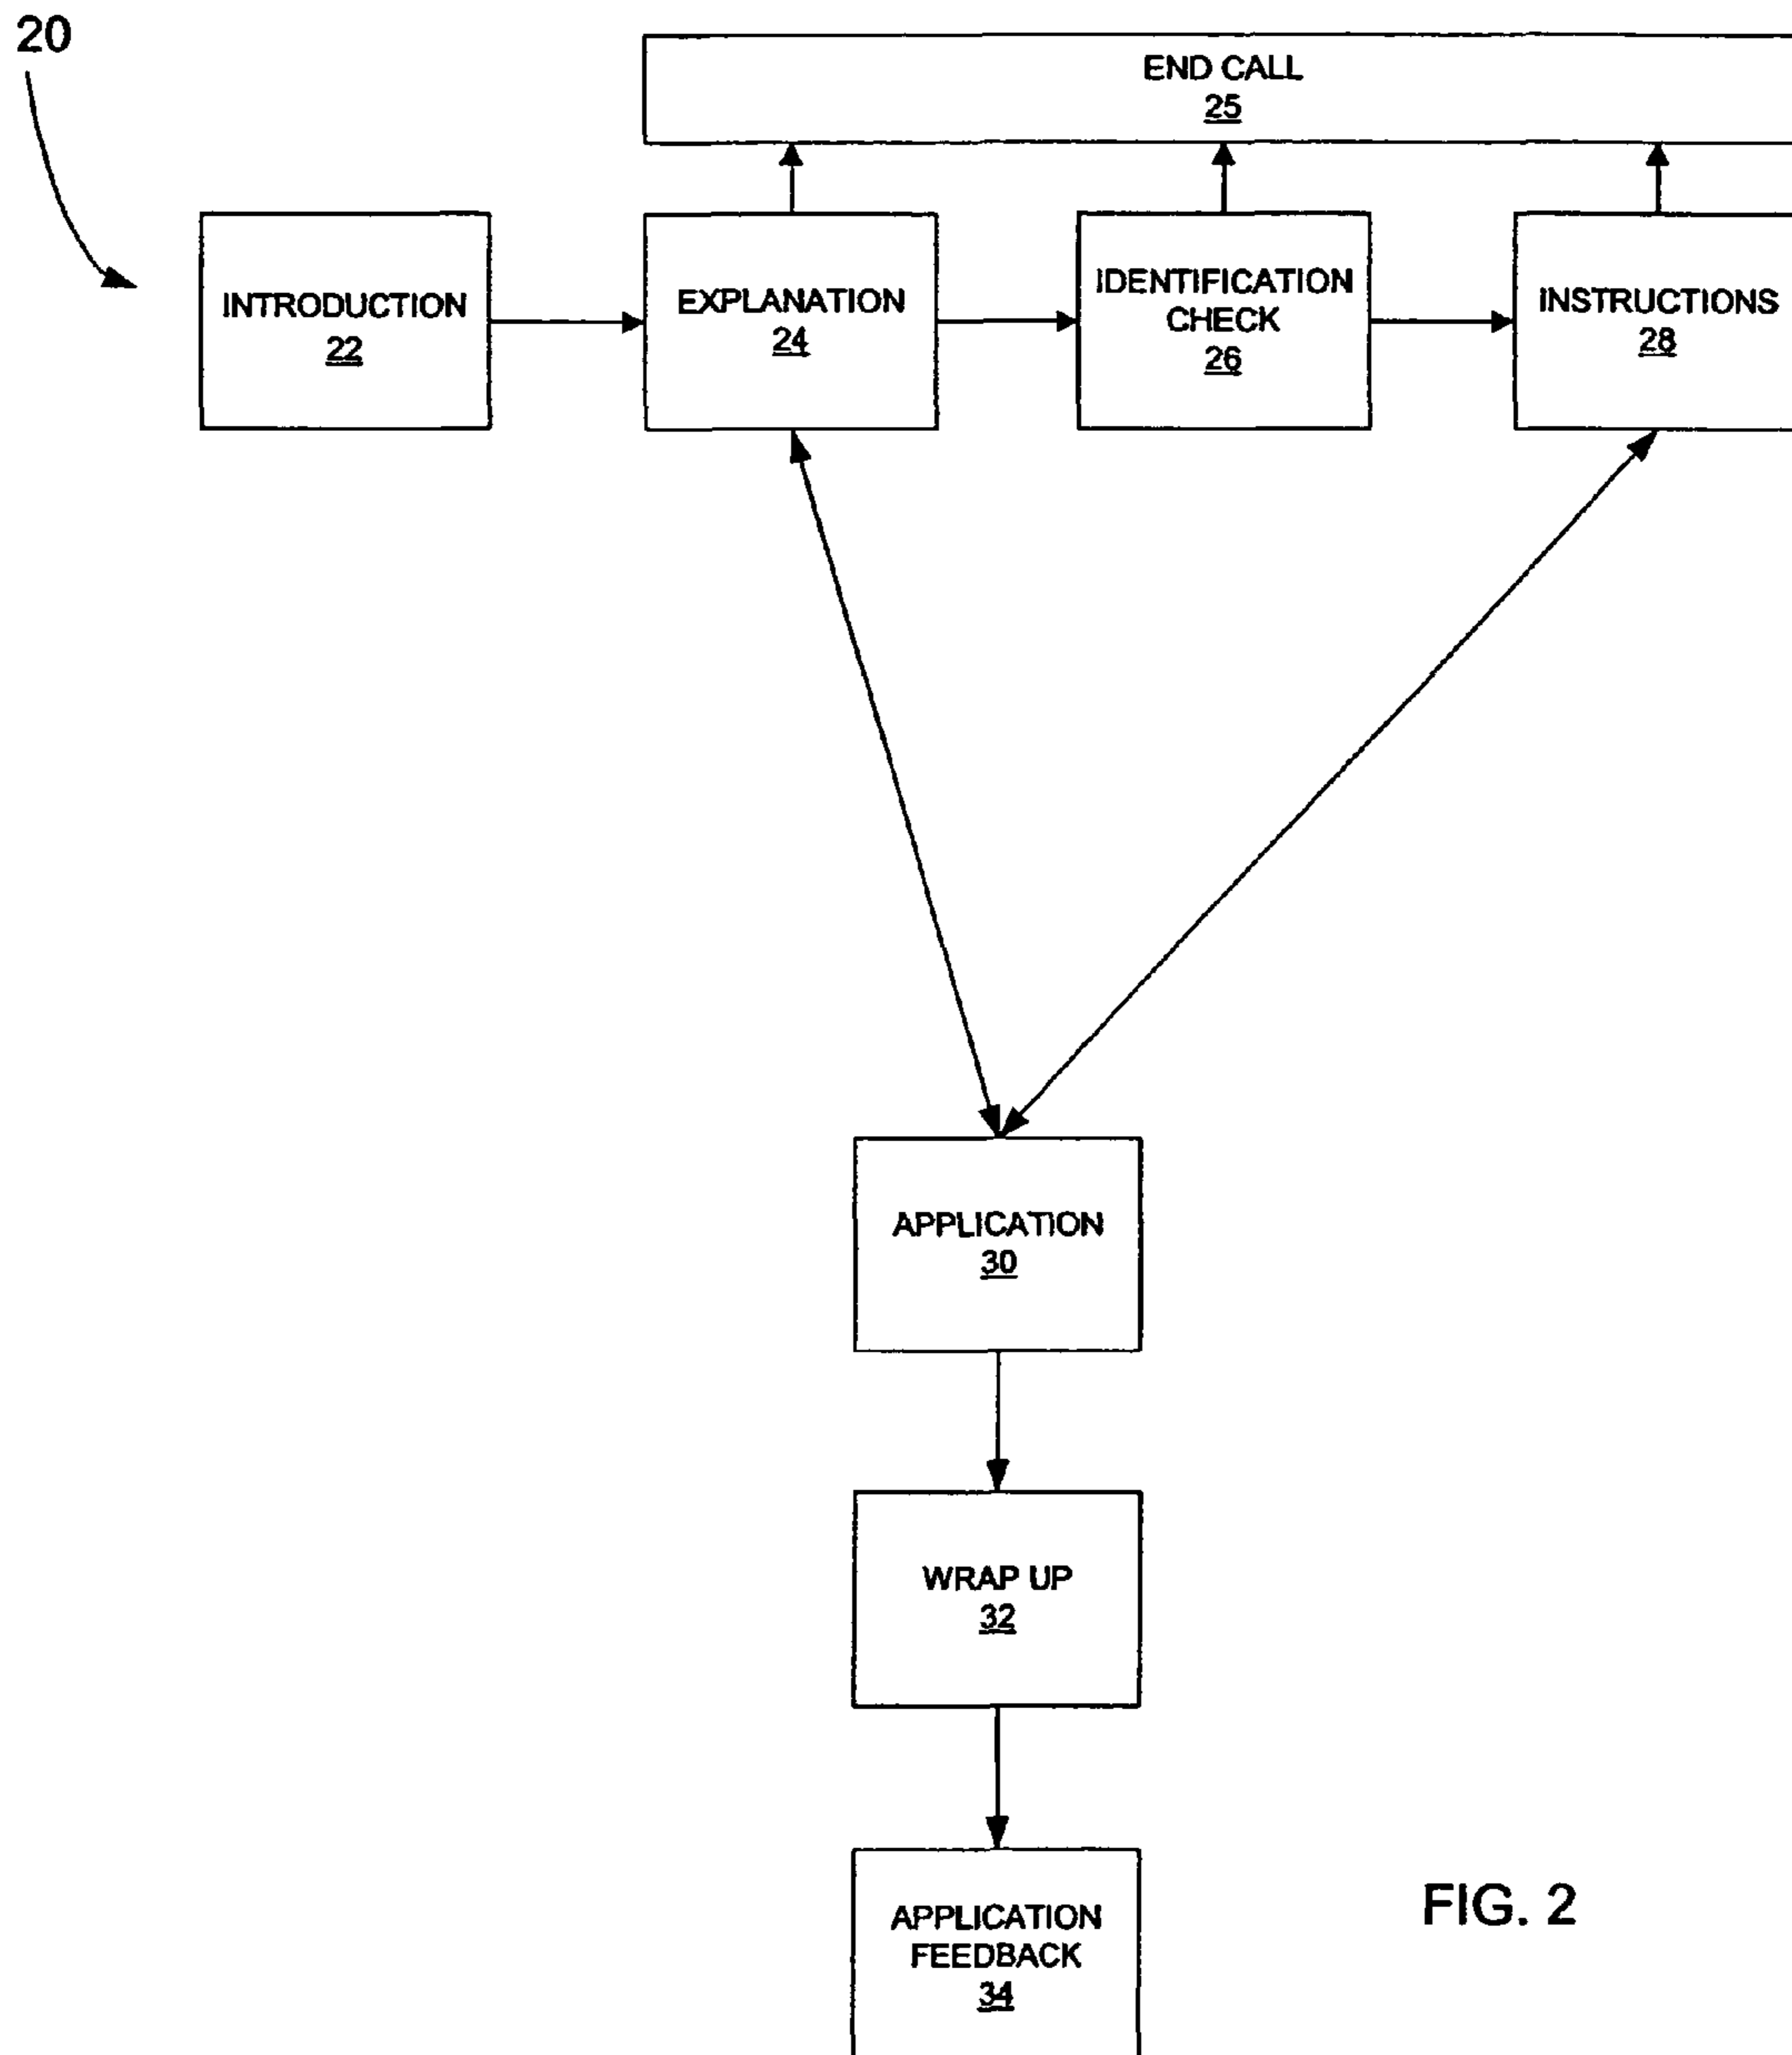 20
END CALL
25
INTRODUCTION
22
EXPLANATION
24
IDENTIFICATION
CHECK
26
INSTRUCTIONS
28
APPLICATION
30
WRAP UP
32
APPLICATION
FEEDBACK
34
FIG. 2